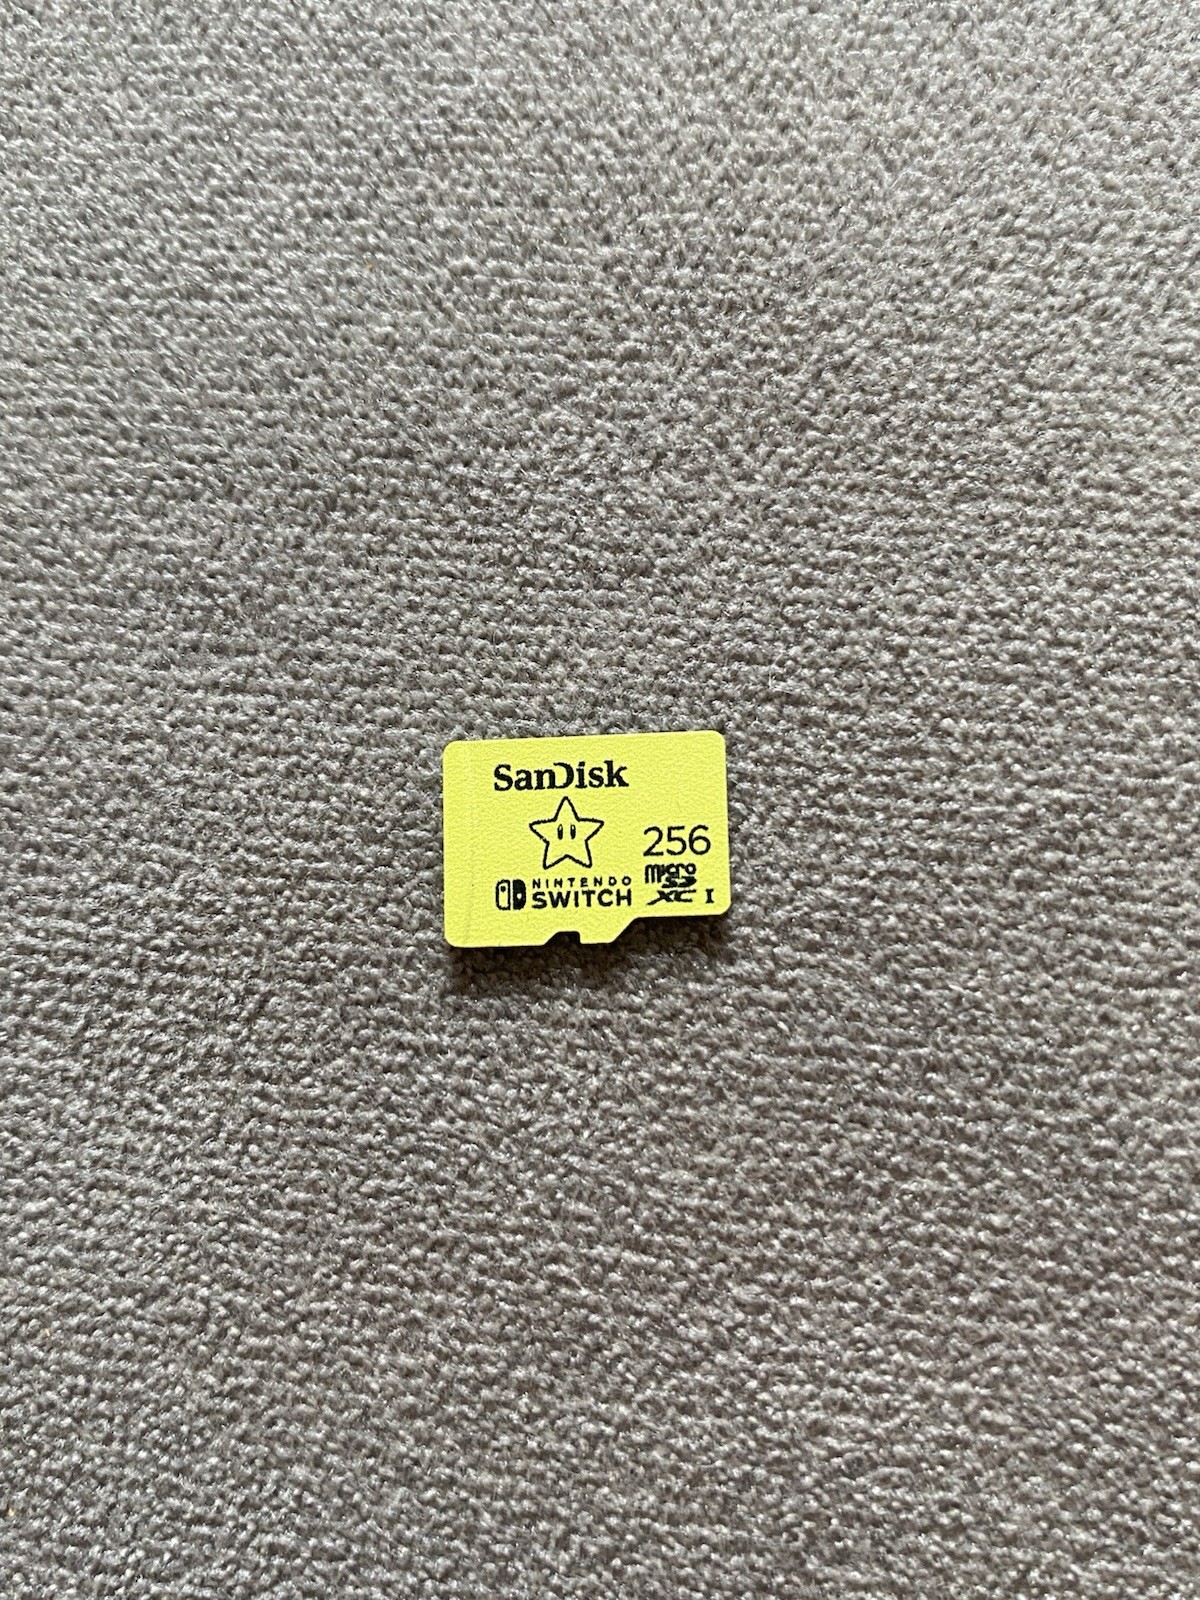 SanDisk
256
NINTENDO
SWITCH
micro
SD
XC I